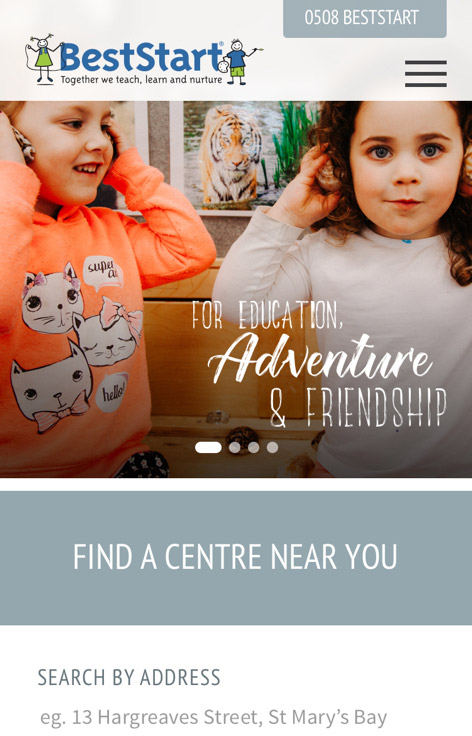 0508 BESTSTART
BestStart
Together we teach, learn and nurture
super
cut
hello!
FOR EDUCATION,
Adventure
& FRIENDSHIP
FIND A CENTRE NEAR YOU
SEARCH BY ADDRESS
eg. 13 Hargreaves Street, St Mary's Bay